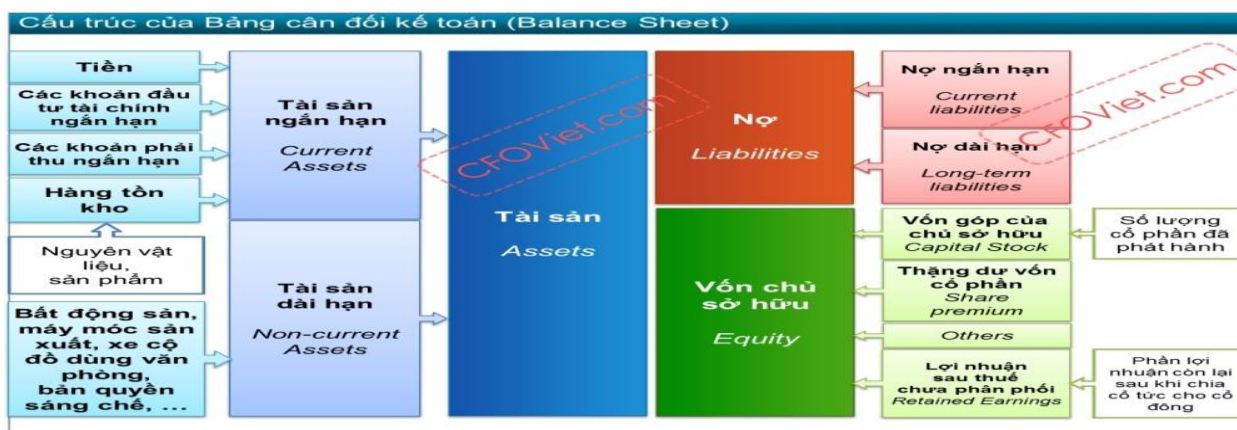 Cấu trúc của Bảng cân đối kế toán (Balance Sheet)
Tiền
Các khoản đầu
tư tài chính
ngắn hạn
Các khoản phải
thu ngắn hạn
Hàng tồn
kho
Nguyên vật
liệu,
sản phẩm
Bất động sản,
máy móc sản
xuất, xe cộ
đồ dùng văn
phòng,
bản quyền
sáng chế, ...
Tài sản
ngắn hạn
Current
Assets
Tài sản
dài hạn
Non-current
Assets
Tài sản
Assets
CFOViet.com
Nợ
Liabilities
Vốn chủ
sở hữu
Equity
Nợ ngắn hạn
Current
liabilities
Nợ dài hạn
Long-term
liabilities
CFOViet.com
Vốn góp của
chủ sở hữu
Capital Stock
Thặng dư vốn
cổ phần
Share
premium
Others
Lợi nhuận
sau thuế
chưa phân phối
Retained Earnings
Số lượng
cổ phần đã
phát hành
Phần lợi
nhuận còn lại
sau khi chia
cổ tức cho cổ
đông